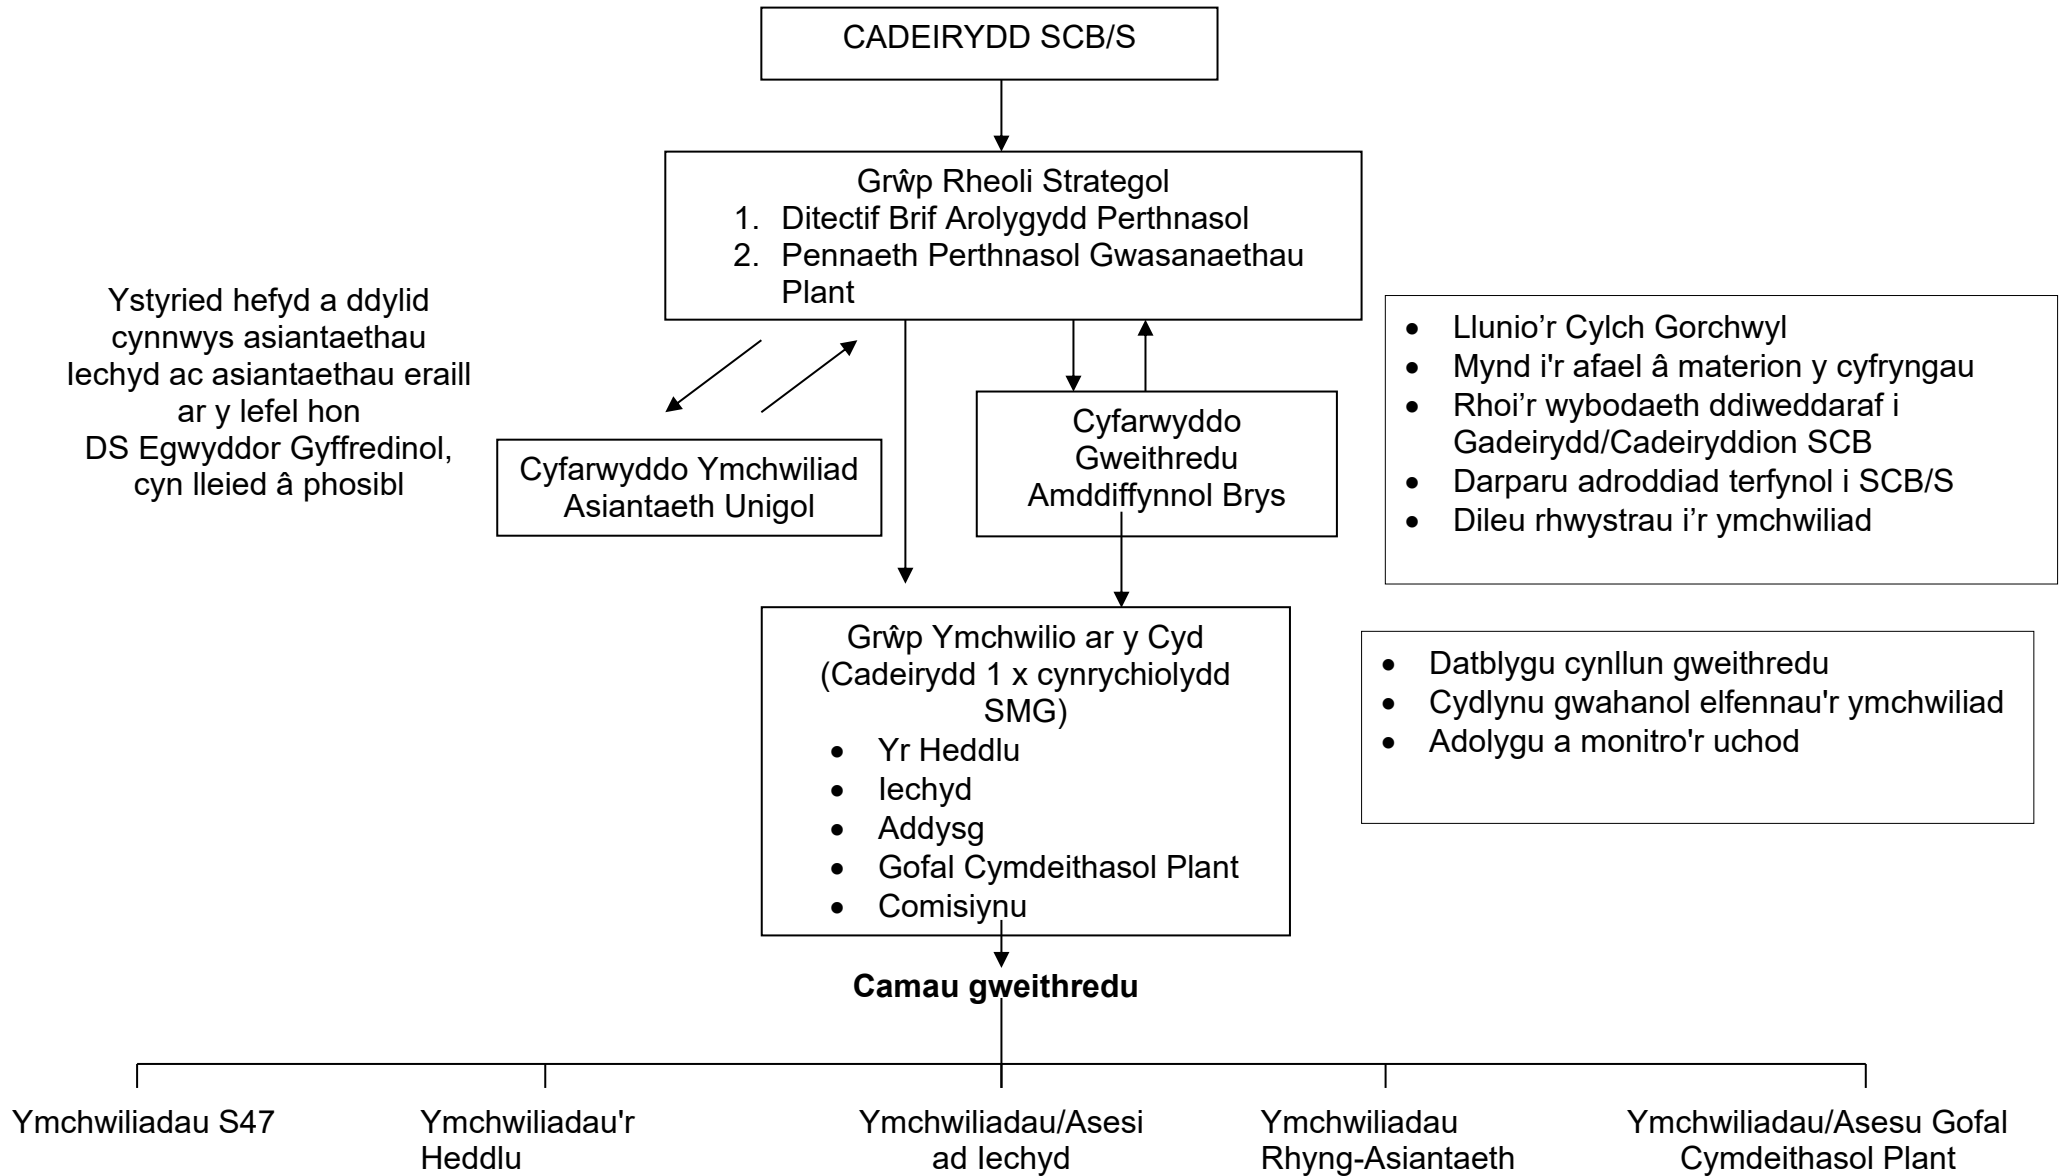 CADEIRYDD SCB/S
Grŵp Rheoli Strategol
1. Ditectif Brif Arolygydd Perthnasol
2. Pennaeth Perthnasol Gwasanaethau
Plant
Ystyried hefyd a ddylid
cynnwys asiantaethau
Iechyd ac asiantaethau eraill
ar y lefel hon
DS Egwyddor Gyffredinol,
cyn lleied â phosibl
• Llunio’r Cylch Gorchwyl
• Mynd i'r afael â materion y cyfryngau
• Rhoi’r wybodaeth ddiweddaraf i
Gadeirydd/Cadeiryddion SCB
• Darparu adroddiad terfynol i SCB/S
• Dileu rhwystrau i’r ymchwiliad
Cyfarwyddo Ymchwiliad
Asiantaeth Unigol
Cyfarwyddo
Gweithredu
Amddiffynnol Brys
Grŵp Ymchwilio ar y Cyd
(Cadeirydd 1 x cynrychiolydd
SMG)
• Yr Heddlu
• Iechyd
• Addysg
• Gofal Cymdeithasol Plant
• Comisiynu
• Datblygu cynllun gweithredu
• Cydlynu gwahanol elfennau'r ymchwiliad
• Adolygu a monitro'r uchod
Camau gweithredu
Ymchwiliadau S47
Ymchwiliadau'r
Heddlu
Ymchwiliadau/Asesi
ad Iechyd
Ymchwiliadau
Rhyng-Asiantaeth
Ymchwiliadau/Asesu Gofal
Cymdeithasol Plant